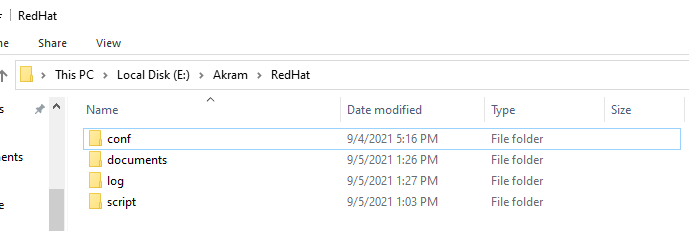 RedHat
Share View
This PC > Local Disk (E:) > Akram > RedHat
Name Date modified Type Size
conf 9/4/2021 5:16 PM File folder
documents 9/5/2021 1:26 PM File folder
log 9/5/2021 1:27 PM File folder
script 9/5/2021 1:03 PM File folder